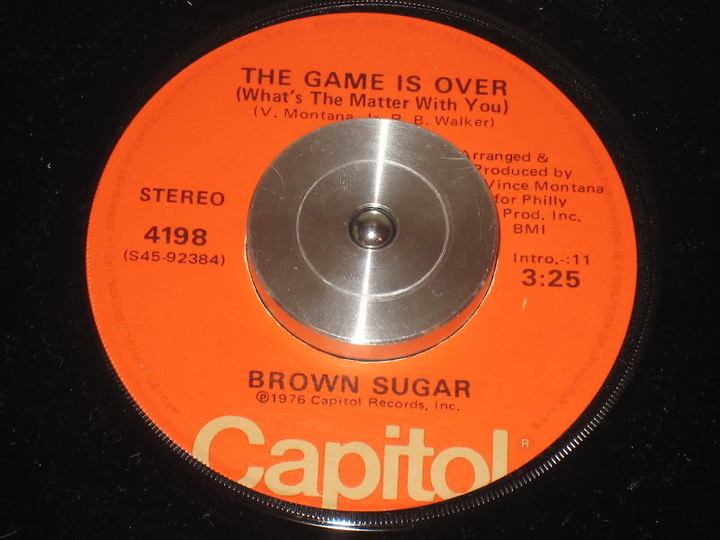 THE GAME IS OVER
(What's The Matter With You)
(V. Montana, Jr. R. B. Walker)
Arranged &
Produced by
Vince Montana
for Philly
Prod. Inc.
BMI
STEREO
4198
(S45-92384)
Intro.-:11
3:25
BROWN SUGAR
℗1976 Capitol Records, Inc.
Capitol®